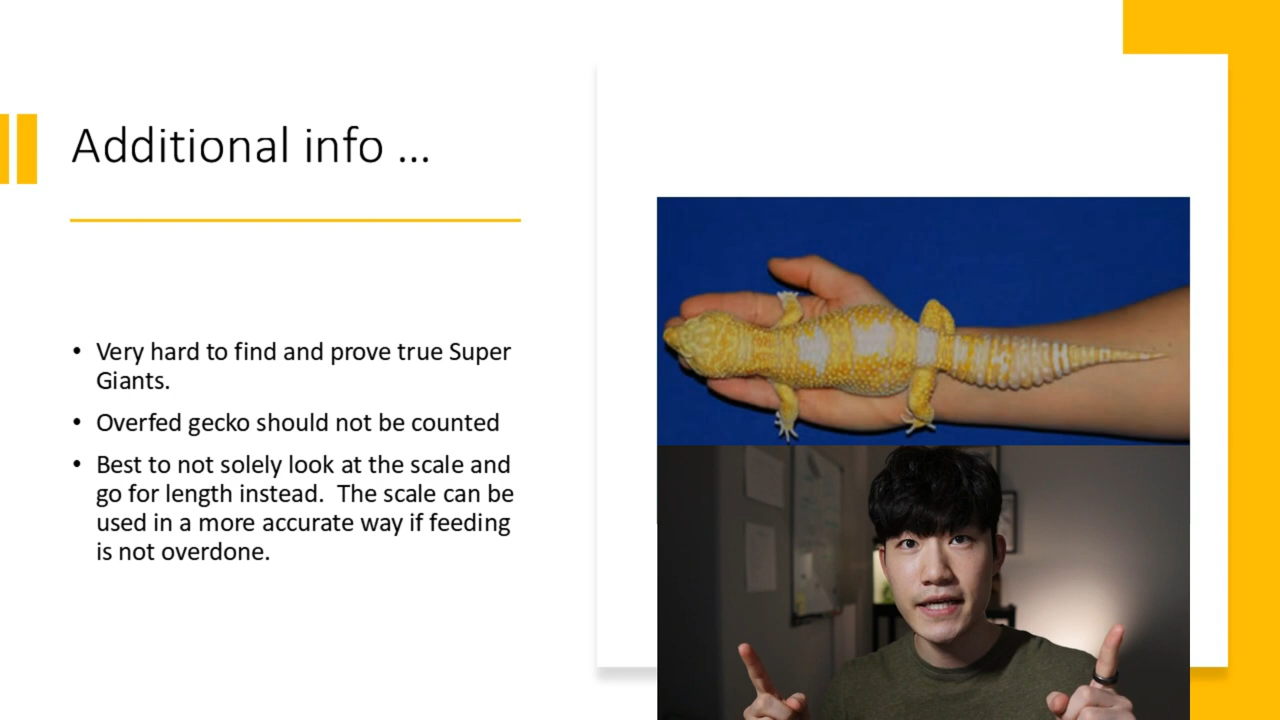 Additional info ...
• Very hard to find and prove true Super
Giants.
• Overfed gecko should not be counted
• Best to not solely look at the scale and
go for length instead.  The scale can be
used in a more accurate way if feeding
is not overdone.